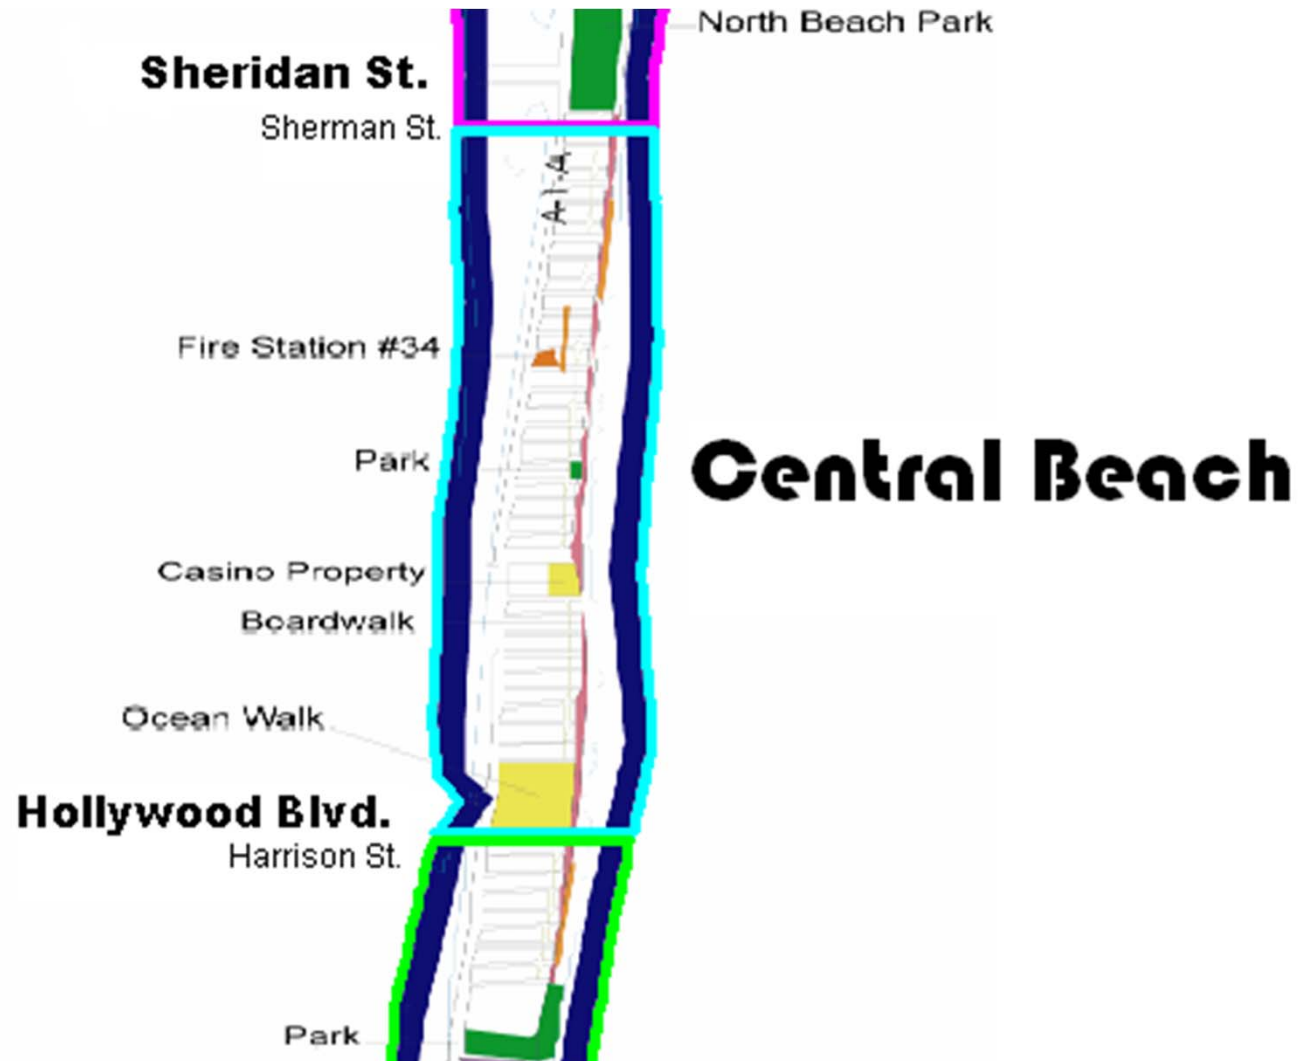 North Beach Park
Sheridan St.
Sherman St.
A-1-A
Fire Station #34
Park
Central Beach
Casino Property
Boardwalk
Ocean Walk
Hollywood Blvd.
Harrison St.
Park